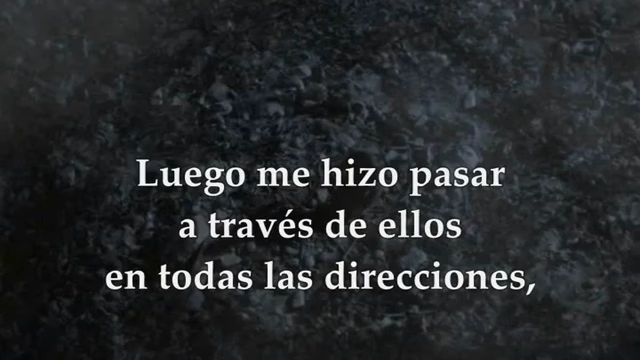 Luego me hizo pasar
a través de ellos
en todas las direcciones,